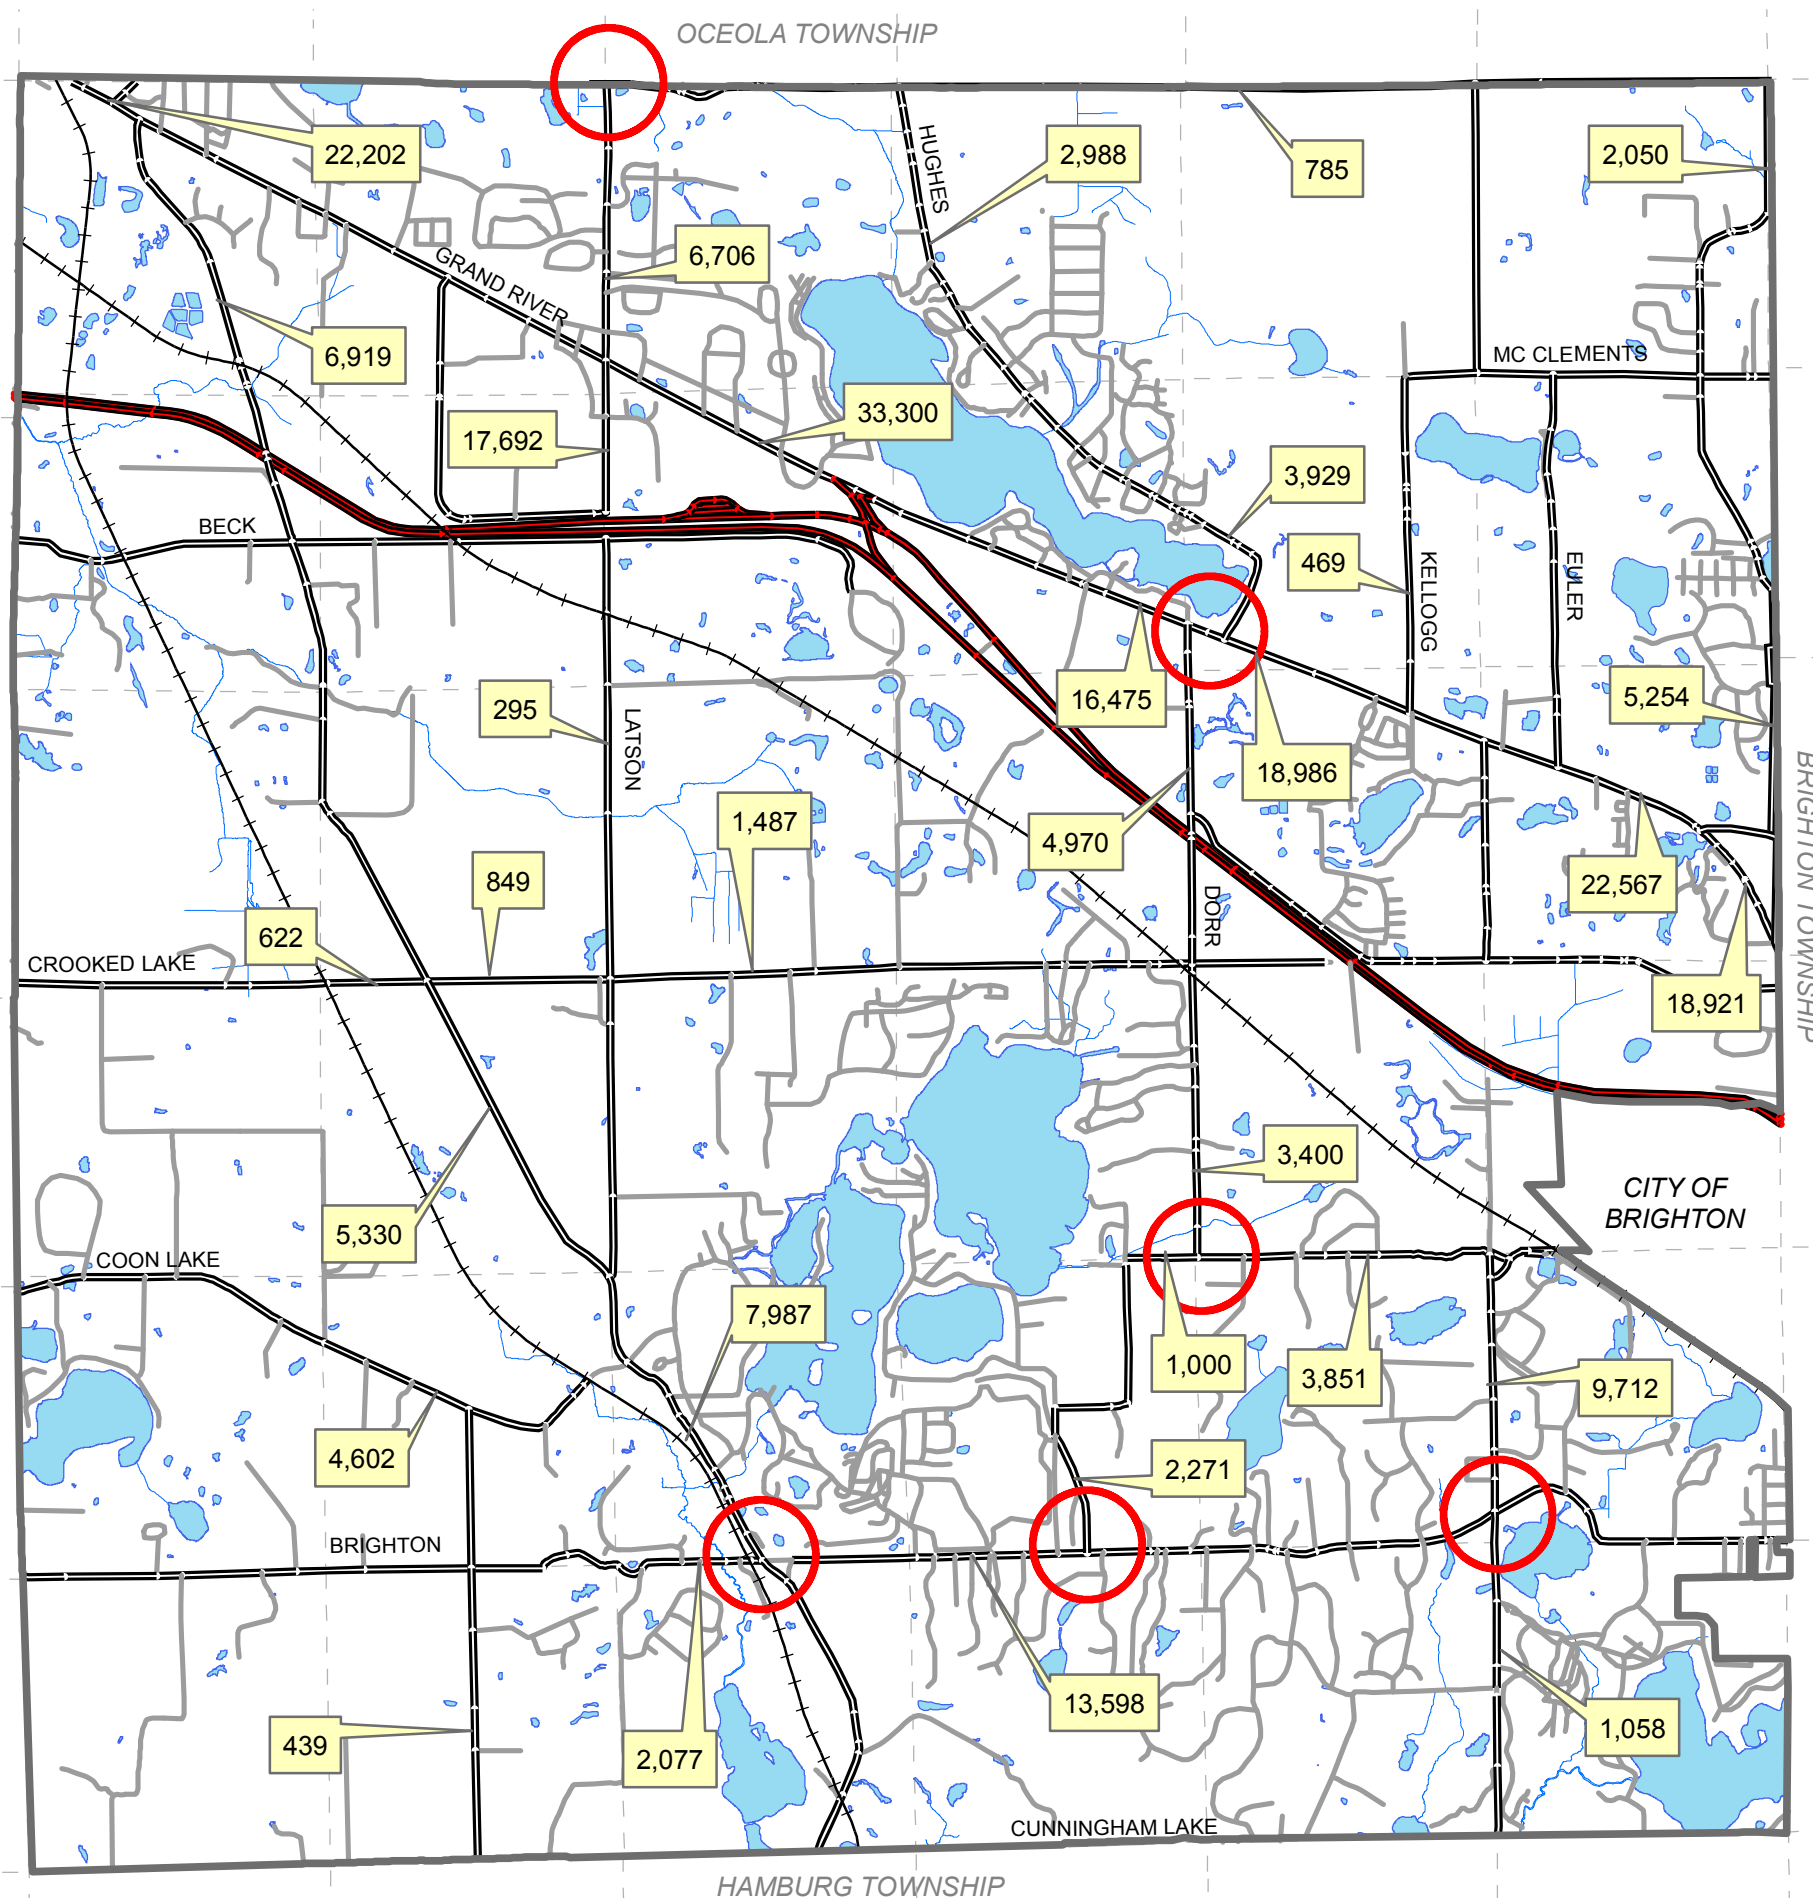 OCEOLA TOWNSHIP
22,202
HUGHES
2,988
785
2,050
6,706
GRAND RIVER
6,919
MC CLEMENTS
33,300
17,692
3,929
BECK
469
KELLOGG
EULER
295
LATSON
16,475
5,254
18,986
BRIGHTON TOWNSHIP
1,487
4,970
849
22,567
622
DORR
CROOKED LAKE
18,921
3,400
5,330
CITY OF
BRIGHTON
COON LAKE
7,987
1,000
3,851
9,712
4,602
2,271
BRIGHTON
13,598
439
2,077
1,058
CUNNINGHAM LAKE
HAMBURG TOWNSHIP